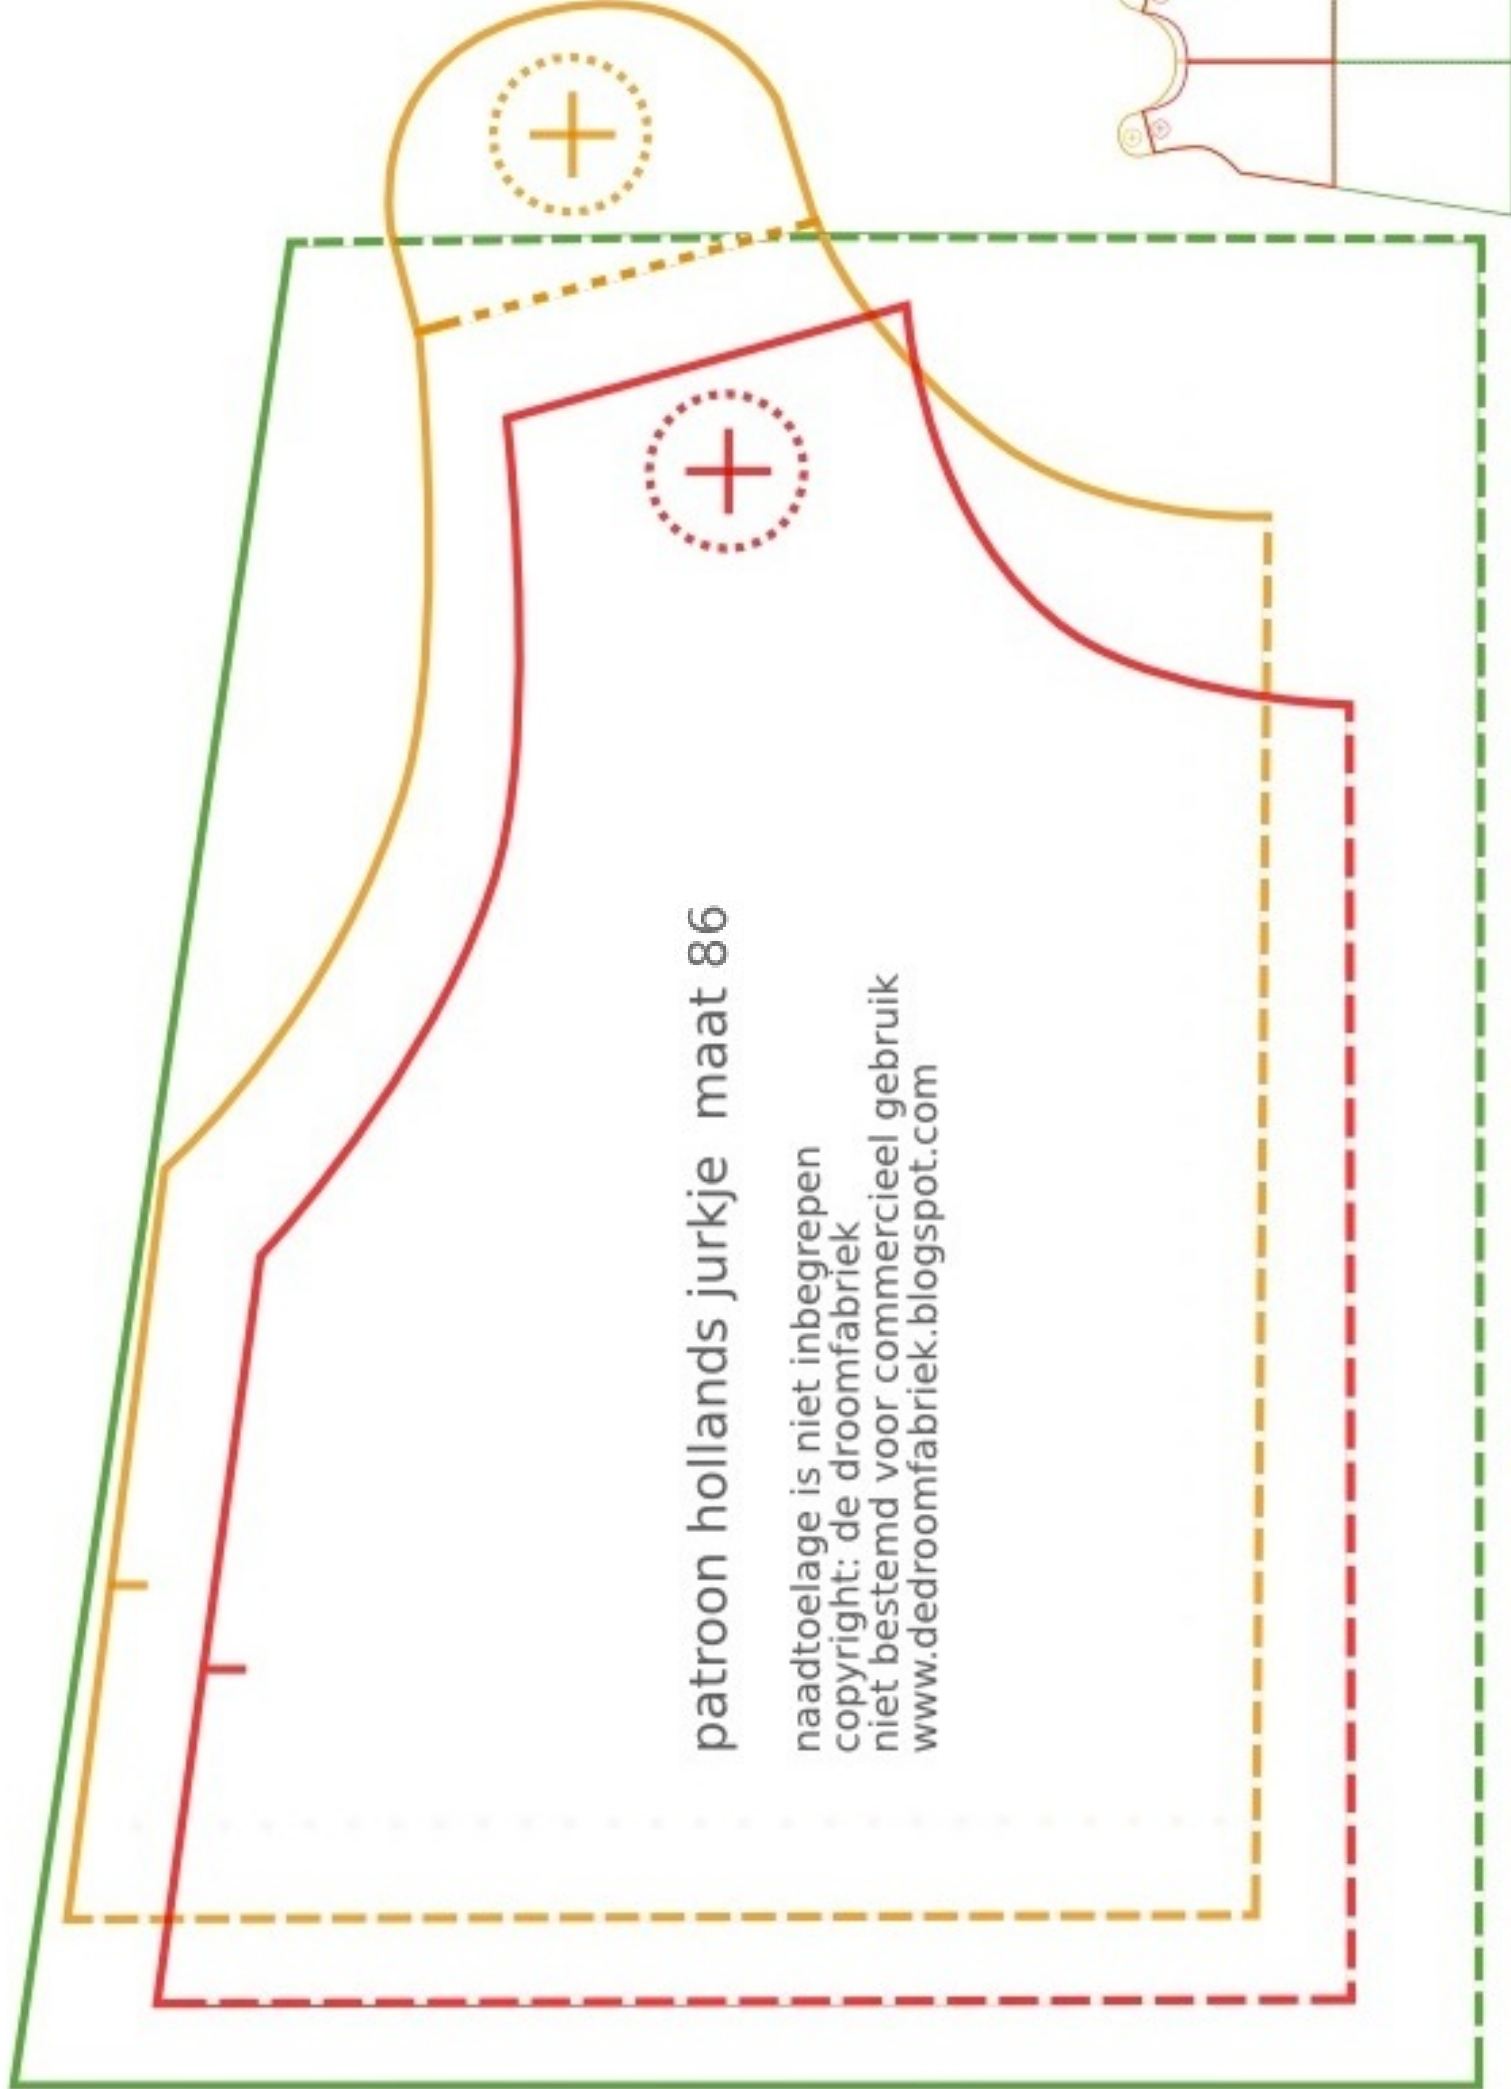 patroon hollands jurkje maat 86
naadtoelage is niet inbegrepen
copyright: de droomfabriek
niet bestemd voor commercieel gebruik
www.dedroomfabriek.blogspot.com